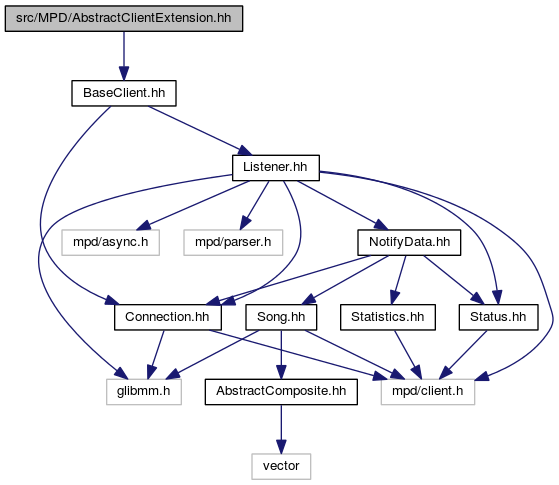 src/MPD/AbstractClientExtension.hh
BaseClient.hh
Listener.hh
mpd/async.h
mpd/parser.h
NotifyData.hh
Connection.hh
Song.hh
Statistics.hh
Status.hh
glibmm.h
AbstractComposite.hh
mpd/client.h
vector